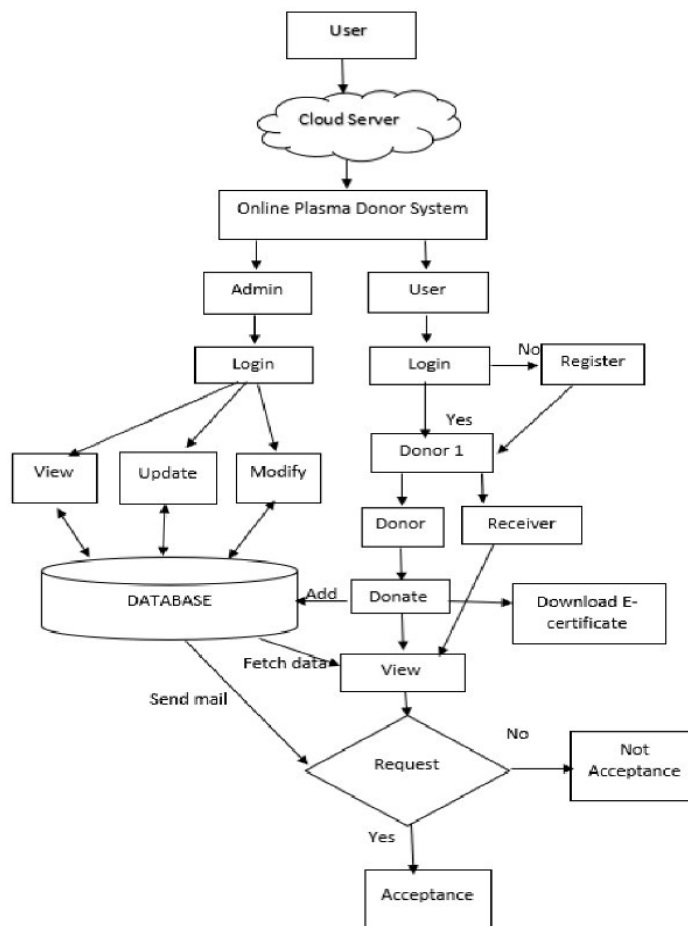 User
Cloud Server
Online Plasma Donor System
Admin
User
Login
Login
No
Register
Yes
Donor 1
View
Update
Modify
Donor
Receiver
DATABASE
Add
Donate
Download E-
certificate
Fetch data
View
Send mail
Request
No
Not
Acceptance
Yes
Acceptance